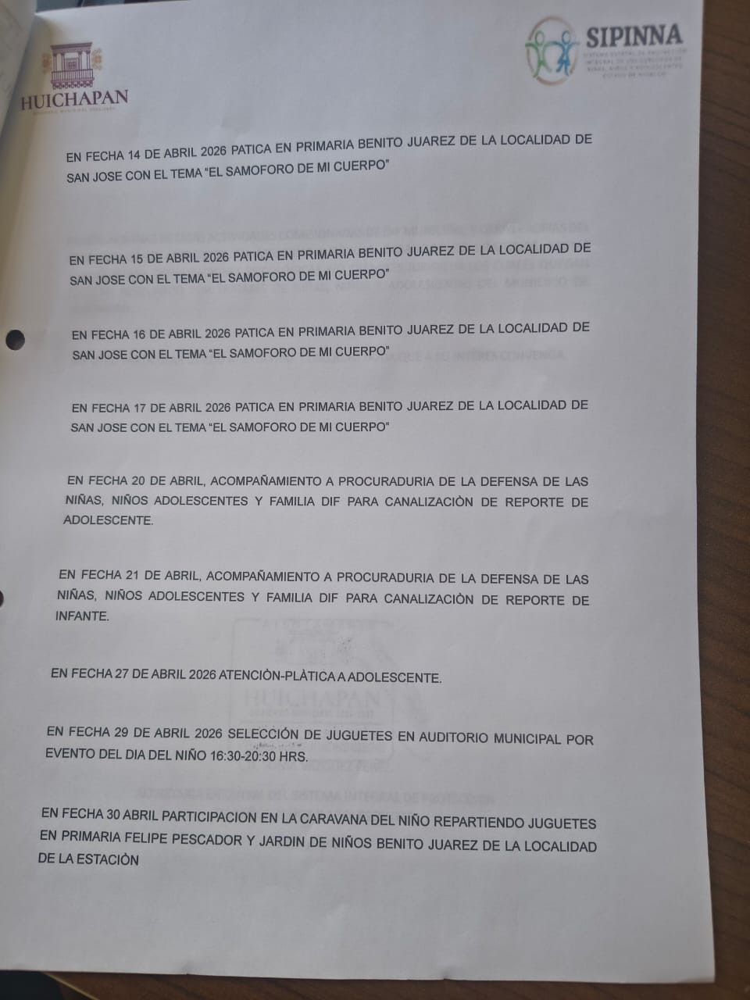 HUICHAPAN
SIPINNA
EN FECHA 14 DE ABRIL 2026 PATICA EN PRIMARIA BENITO JUAREZ DE LA LOCALIDAD DE
SAN JOSE CON EL TEMA “EL SAMOFORO DE MI CUERPO”
EN FECHA 15 DE ABRIL 2026 PATICA EN PRIMARIA BENITO JUAREZ DE LA LOCALIDAD DE
SAN JOSE CON EL TEMA “EL SAMOFORO DE MI CUERPO”
EN FECHA 16 DE ABRIL 2026 PATICA EN PRIMARIA BENITO JUAREZ DE LA LOCALIDAD DE
SAN JOSE CON EL TEMA “EL SAMOFORO DE MI CUERPO”
EN FECHA 17 DE ABRIL 2026 PATICA EN PRIMARIA BENITO JUAREZ DE LA LOCALIDAD DE
SAN JOSE CON EL TEMA “EL SAMOFORO DE MI CUERPO”
EN FECHA 20 DE ABRIL, ACOMPAÑAMIENTO A PROCURADURIA DE LA DEFENSA DE LAS
NIÑAS, NIÑOS ADOLESCENTES Y FAMILIA DIF PARA CANALIZACIÒN DE REPORTE DE
ADOLESCENTE.
EN FECHA 21 DE ABRIL, ACOMPAÑAMIENTO A PROCURADURIA DE LA DEFENSA DE LAS
NIÑAS, NIÑOS ADOLESCENTES Y FAMILIA DIF PARA CANALIZACIÒN DE REPORTE DE
INFANTE.
EN FECHA 27 DE ABRIL 2026 ATENCIÒN-PLÀTICA A ADOLESCENTE.
EN FECHA 29 DE ABRIL 2026 SELECCIÓN DE JUGUETES EN AUDITORIO MUNICIPAL POR
EVENTO DEL DIA DEL NIÑO 16:30-20:30 HRS.
EN FECHA 30 ABRIL PARTICIPACION EN LA CARAVANA DEL NIÑO REPARTIENDO JUGUETES
EN PRIMARIA FELIPE PESCADOR Y JARDIN DE NIÑOS BENITO JUAREZ DE LA LOCALIDAD
DE LA ESTACIÒN